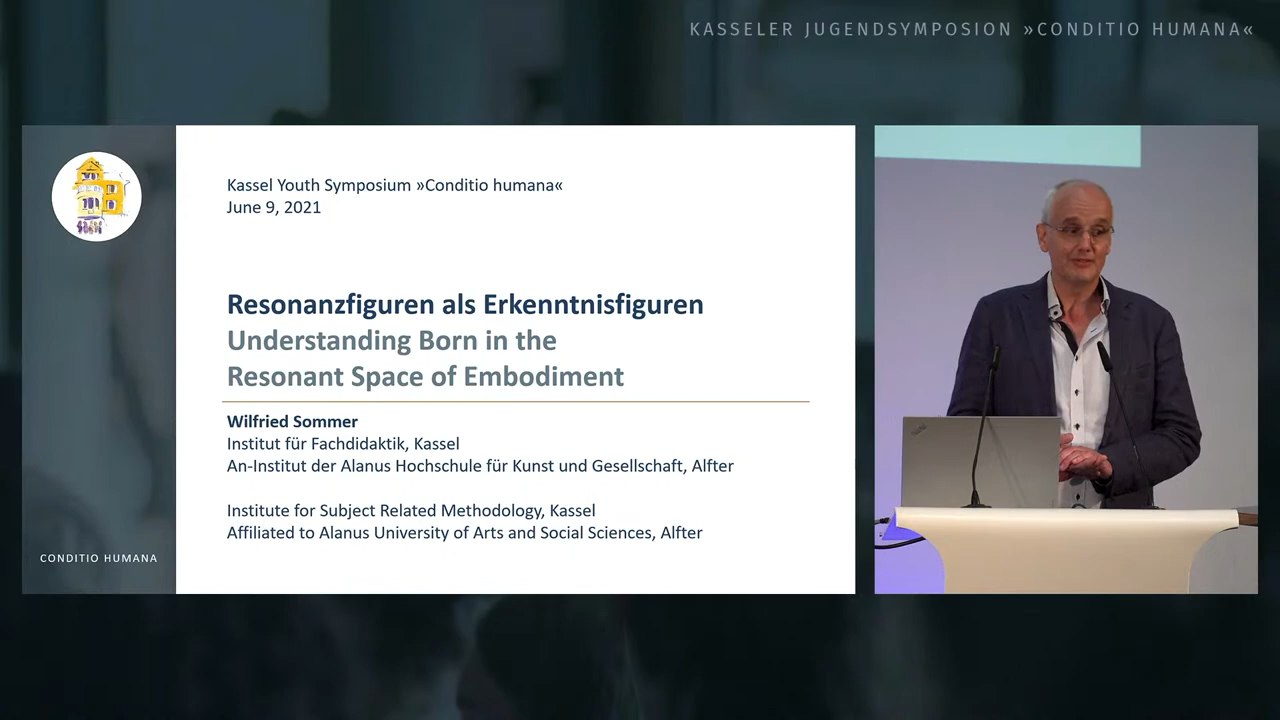 KASSELER JUGENDSYMPOSION »CONDITIO HUMANA«
Kassel Youth Symposium »Conditio humana«
June 9, 2021
Resonanzfiguren als Erkenntnisfiguren
Understanding Born in the
Resonant Space of Embodiment
Wilfried Sommer
Institut für Fachdidaktik, Kassel
An-Institut der Alanus Hochschule für Kunst und Gesellschaft, Alfter
Institute for Subject Related Methodology, Kassel
Affiliated to Alanus University of Arts and Social Sciences, Alfter
CONDITIO HUMANA